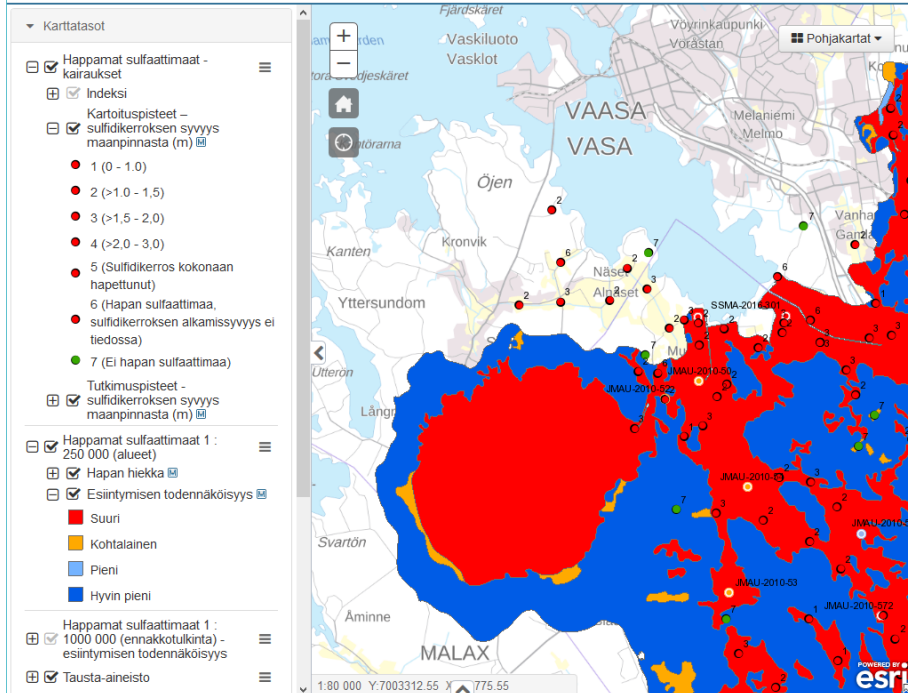 Karttatasot
Happamat sulfaattimaat -
kairaukset
Indeksi
Kartoituspisteet –
sulfidikerroksen syvyys
maanpinnasta (m) M
1 (0 - 1.0)
2 (>1.0 - 1,5)
3 (>1,5 - 2,0)
4 (>2,0 - 3,0)
5 (Sulfidikerros kokonaan
hapettunut)
6 (Hapan sulfaattimaa,
sulfidikerroksen alkamissyvyys ei
tiedossa)
7 (Ei hapan sulfaattimaa)
Tutkimuspisteet -
sulfidikerroksen syvyys
maanpinnasta (m) M
Happamat sulfaattimaat 1 :
250 000 (alueet)
Hapan hiekka M
Esiintymisen todennäköisyys M
Suuri
Kohtalainen
Pieni
Hyvin pieni
Happamat sulfaattimaat 1 :
1000 000 (ennakkotulkinta) -
esiintymisen todennäköisyys
Tausta-aineisto
Fjärdskäret
Vaskiluoto
Vasklot
Vöyrinkaupunki
Vöråstan
Pohjakartat
VAASA
VASA
Melaniemi
Melmo
Öjen
Kronvik
Kanten
Yttersundom
Näset
Alnäset
Vanha
SSMA-2016-301
JMAU-2010-50
JMAU-2010-522
JMAU-2010-54
JMAU-2010-53
JMAU-2010-572
Utterön
Svartön
Åminne
MALAX
1:80 000 Y:7003312.55
775.55
POWERED BY
esri